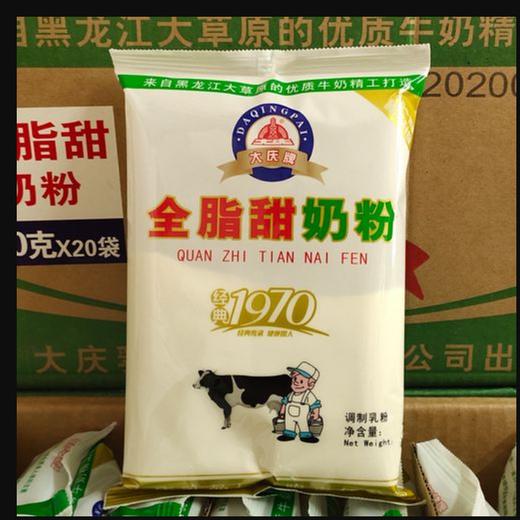 自黑龙江大草原的优质牛奶精
2020
来自黑龙江大草原的优质牛奶精工打造
DAQINGPAI
大庆牌
脂甜
奶粉
0克X20袋
全脂甜奶粉
QUAN ZHI TIAN NAI FEN
经典1970
调制乳粉
净含量:
Net Weight:
大庆
公司出